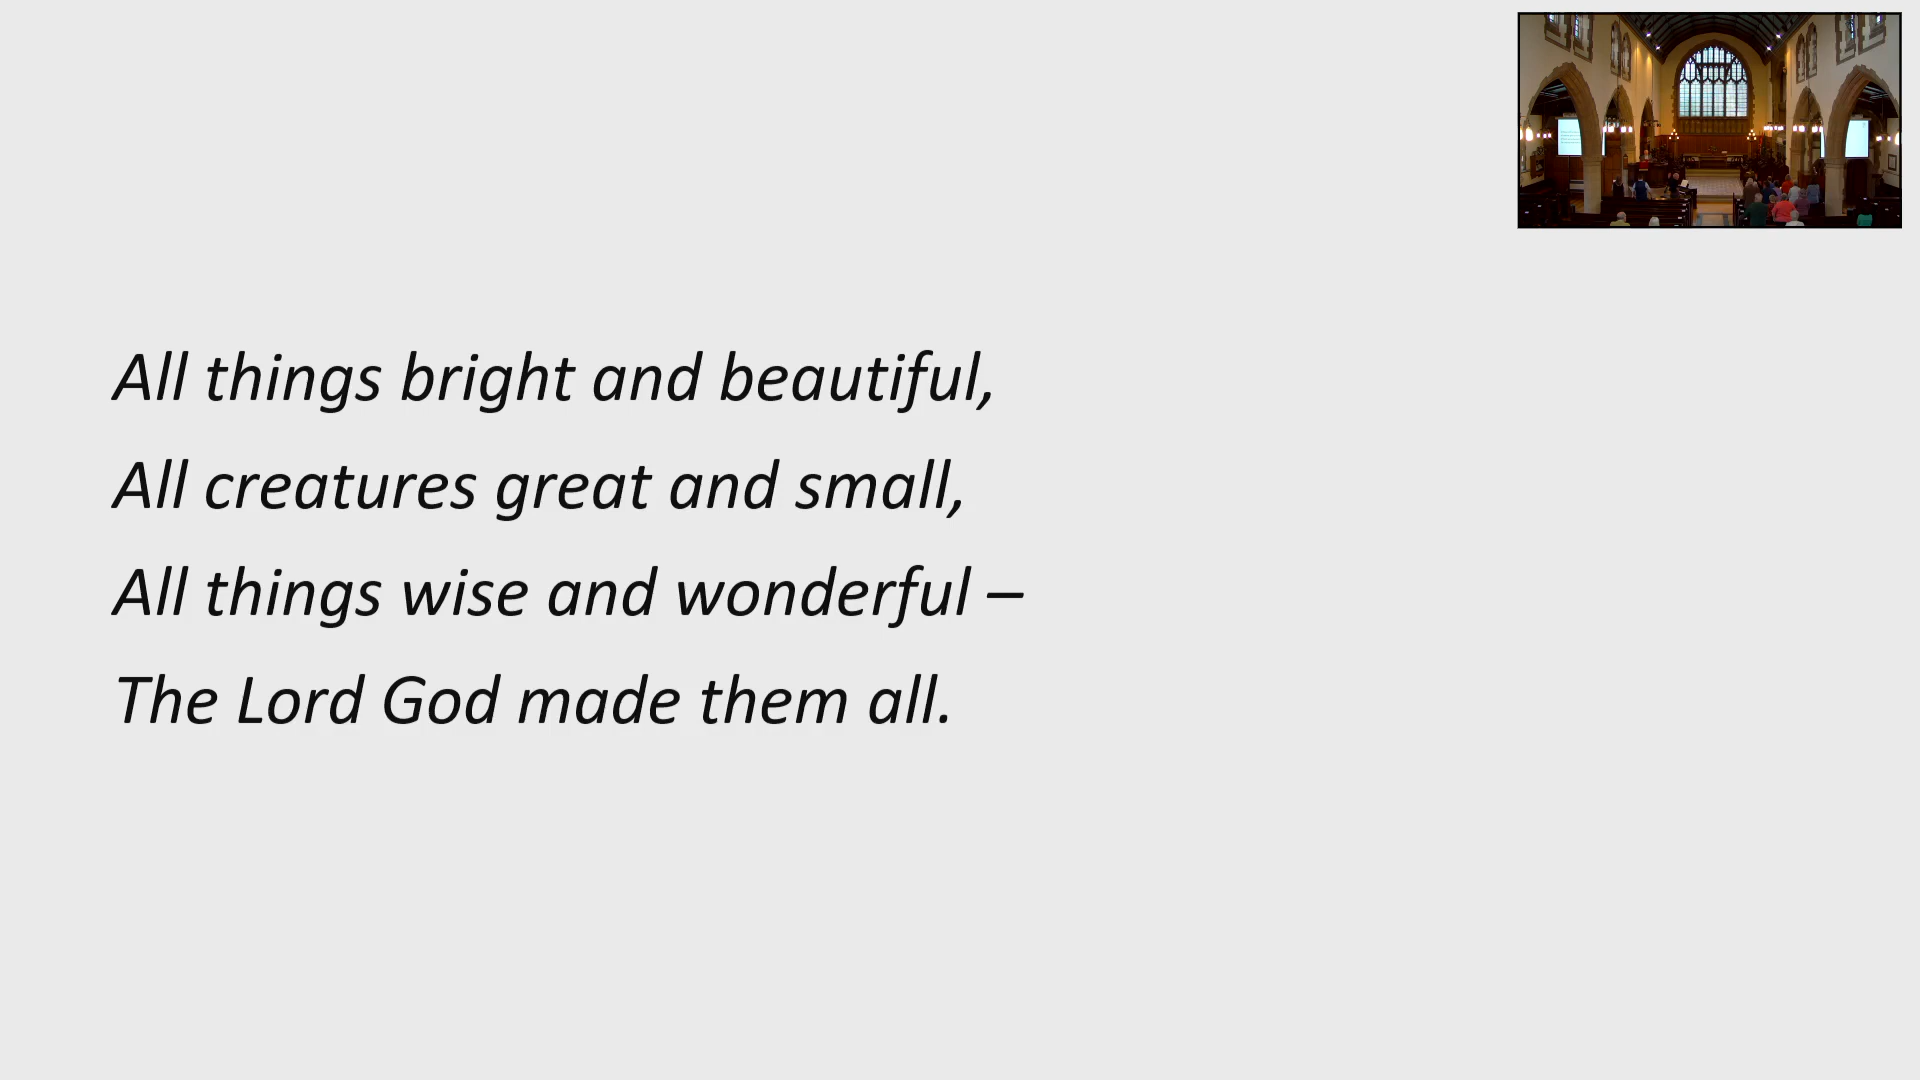 All things bright and beautiful,
All creatures great and small,
All things wise and wonderful –
The Lord God made them all.